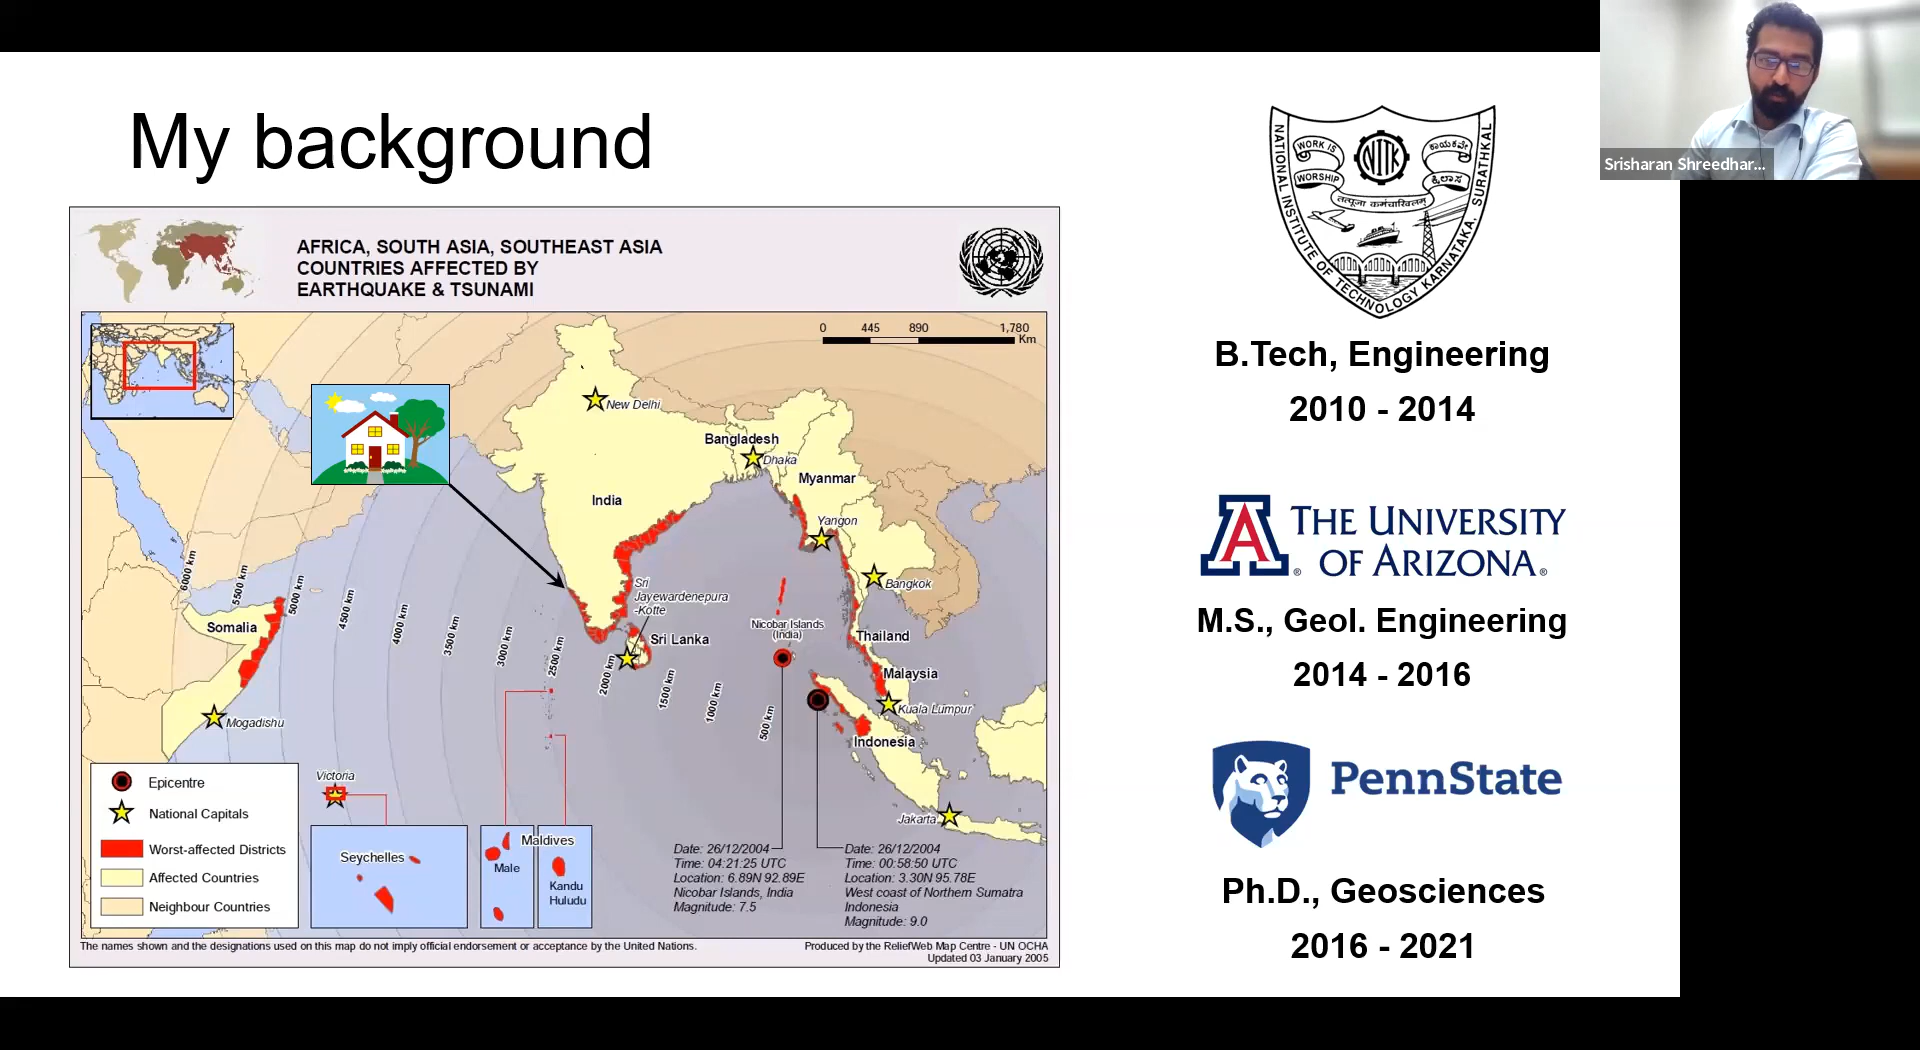 My background
AFRICA, SOUTH ASIA, SOUTHEAST ASIA
COUNTRIES AFFECTED BY
EARTHQUAKE & TSUNAMI
0 445 890 1,780
Km
New Delhi
Bangladesh
Dhaka
Myanmar
India
Yangon
Bangkok
Sri
Jayewardenepura
-Kotte
Sri Lanka
Nicobar Islands
(India)
Thailand
Malaysia
Kuala Lumpur
Indonesia
Jakarta
Somalia
Mogadishu
6000 km
5500 km
5000 km
4500 km
4000 km
3500 km
3000 km
2500 km
2000 km
1500 km
1000 km
500 km
Victoria
Epicentre
National Capitals
Worst-affected Districts
Affected Countries
Neighbour Countries
Seychelles
Maldives
Male
Kandu
Huludu
Date: 26/12/2004
Time: 04:21:25 UTC
Location: 6.89N 92.89E
Nicobar Islands, India
Magnitude: 7.5
Date: 26/12/2004
Time: 00:58:50 UTC
Location: 3.30N 95.78E
West coast of Northern Sumatra
Indonesia
Magnitude: 9.0
The names shown and the designations used on this map do not imply official endorsement or acceptance by the United Nations.
Produced by the ReliefWeb Map Centre - UN OCHA
Updated 03 January 2005
NATIONAL INSTITUTE OF TECHNOLOGY KARNATAKA, SURATHKAL
WORK IS
WORSHIP
NITK
ಕಾಯಕವೇ
ಕೈಲಾಸ
B.Tech, Engineering
2010 - 2014
A
THE UNIVERSITY
OF ARIZONA
M.S., Geol. Engineering
2014 - 2016
PennState
Ph.D., Geosciences
2016 - 2021
Srisharan Shreedhar...